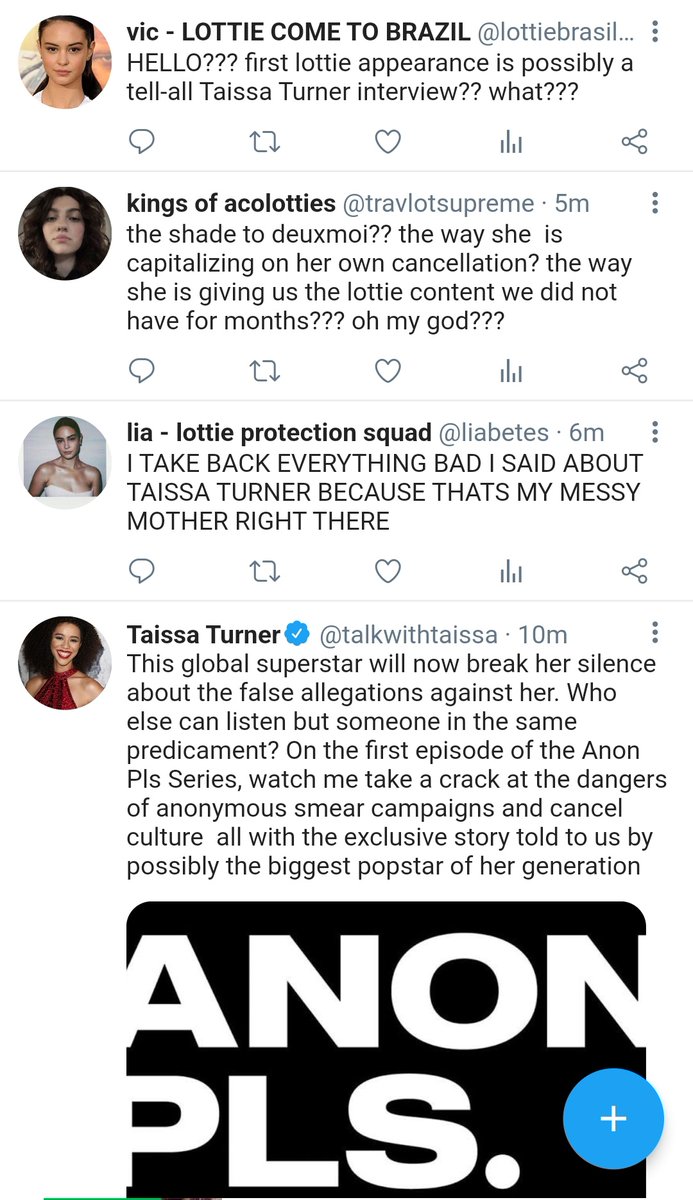 vic - LOTTIE COME TO BRAZIL @lottiebrasil...
HELLO??? first lottie appearance is possibly a
tell-all Taissa Turner interview?? what???
kings of acolotties @travlotsupreme · 5m
the shade to deuxmoi?? the way she  is
capitalizing on her own cancellation? the way
she is giving us the lottie content we did not
have for months??? oh my god???
lia - lottie protection squad @liabetes · 6m
I TAKE BACK EVERYTHING BAD I SAID ABOUT
TAISSA TURNER BECAUSE THATS MY MESSY
MOTHER RIGHT THERE
Taissa Turner @talkwithtaissa · 10m
This global superstar will now break her silence
about the false allegations against her. Who
else can listen but someone in the same
predicament? On the first episode of the Anon
Pls Series, watch me take a crack at the dangers
of anonymous smear campaigns and cancel
culture  all with the exclusive story told to us by
possibly the biggest popstar of her generation
ANON
PLS.